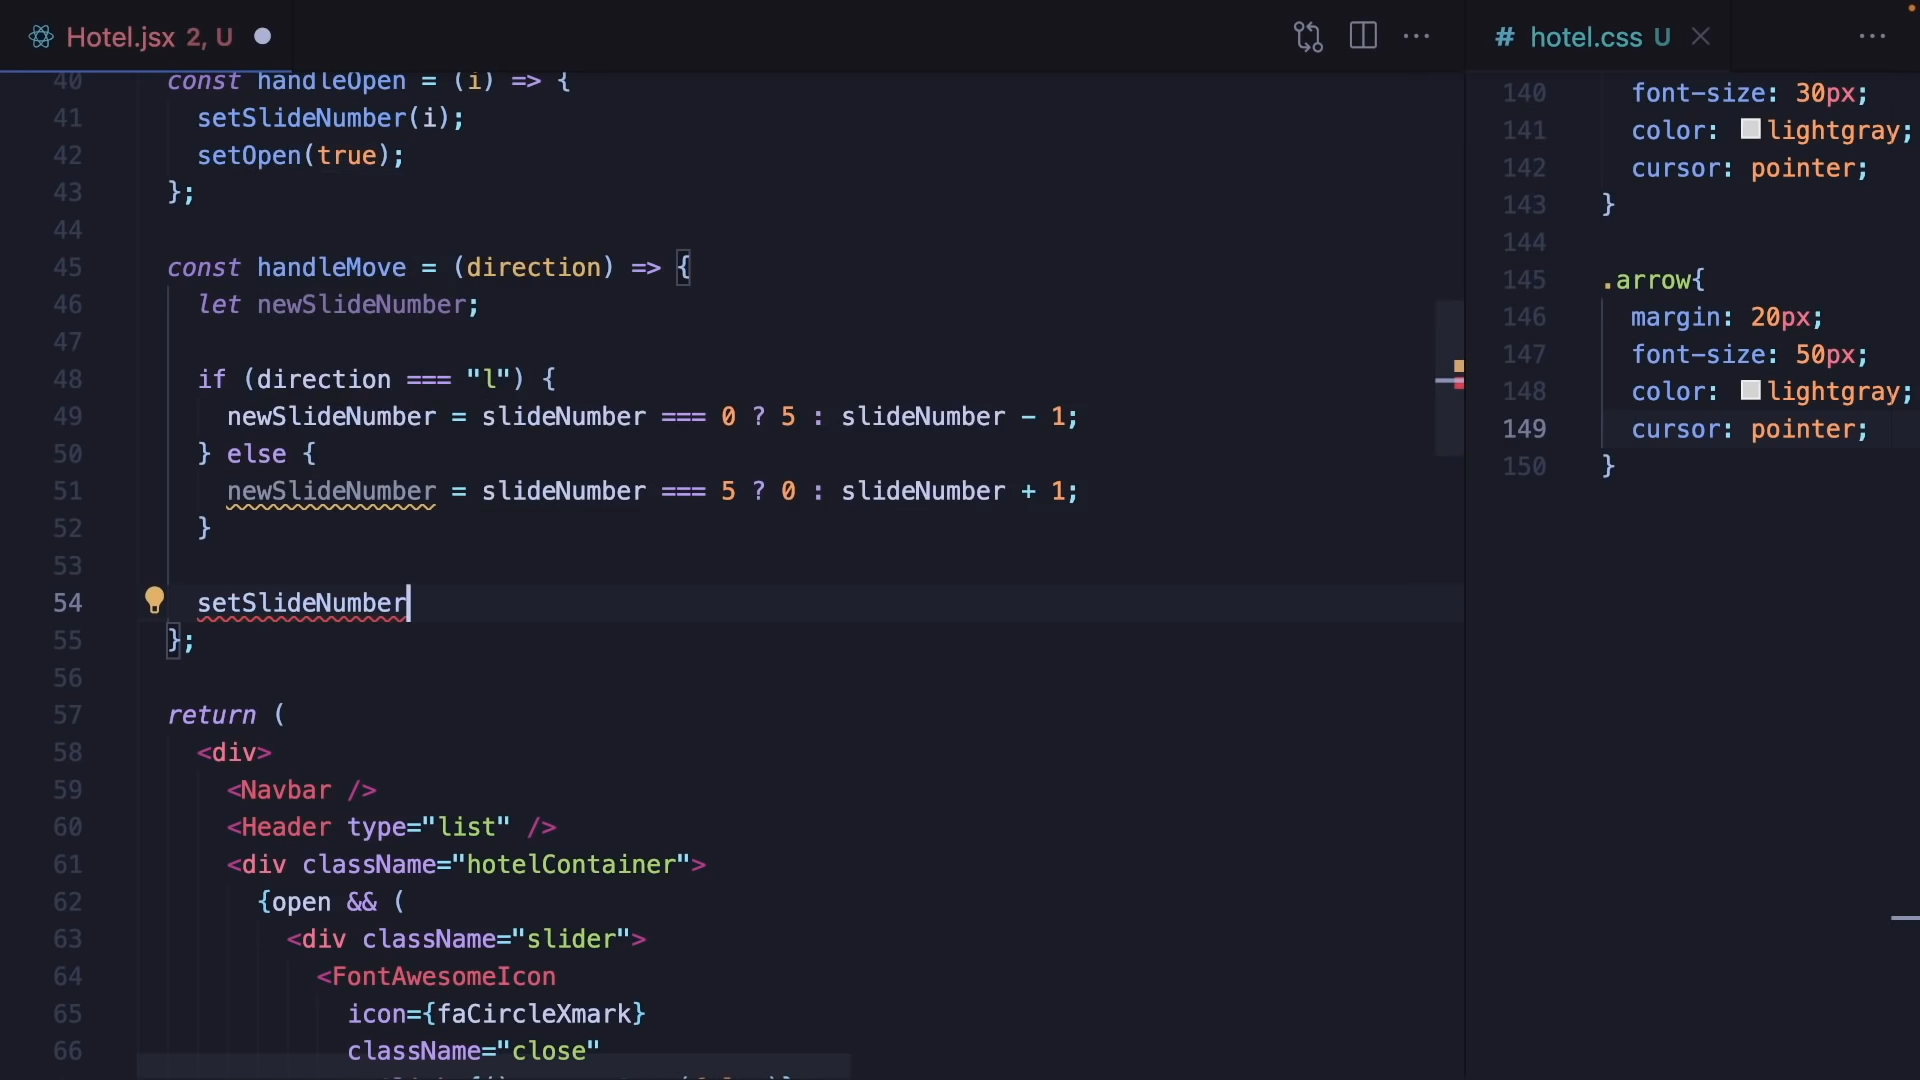 Hotel.jsx 2, U
40 const handleOpen = (i) => {
41 setSlideNumber(i);
42 setOpen(true);
43 };
44
45 const handleMove = (direction) => {
46 let newSlideNumber;
47
48 if (direction === "l") {
49 newSlideNumber = slideNumber === 0 ? 5 : slideNumber - 1;
50 } else {
51 newSlideNumber = slideNumber === 5 ? 0 : slideNumber + 1;
52 }
53
54 setSlideNumber
55 };
56
57 return (
58 <div>
59 <Navbar />
60 <Header type="list" />
61 <div className="hotelContainer">
62 {open && (
63 <div className="slider">
64 <FontAwesomeIcon
65 icon={faCircleXmark}
66 className="close"
# hotel.css U
140 font-size: 30px;
141 color: lightgray;
142 cursor: pointer;
143 }
144
145 .arrow{
146 margin: 20px;
147 font-size: 50px;
148 color: lightgray;
149 cursor: pointer;
150 }